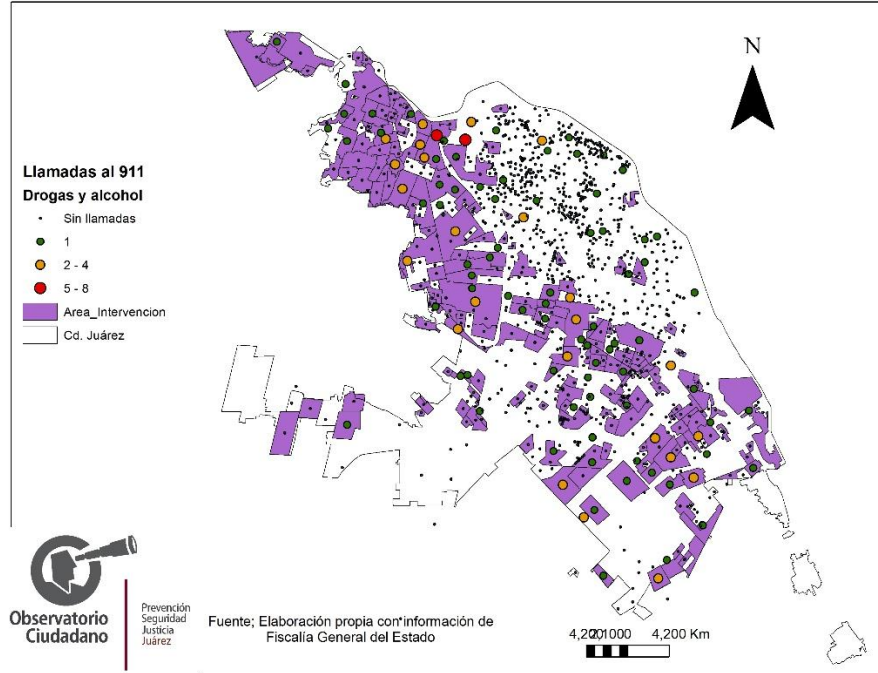 N
Llamadas al 911
Drogas y alcohol
Sin llamadas
1
2 - 4
5 - 8
Area_Intervencion
Cd. Juárez
Observatorio
Ciudadano
Prevención
Seguridad
Justicia
Juárez
Fuente; Elaboración propia con información de
Fiscalía General del Estado
4,200 Km